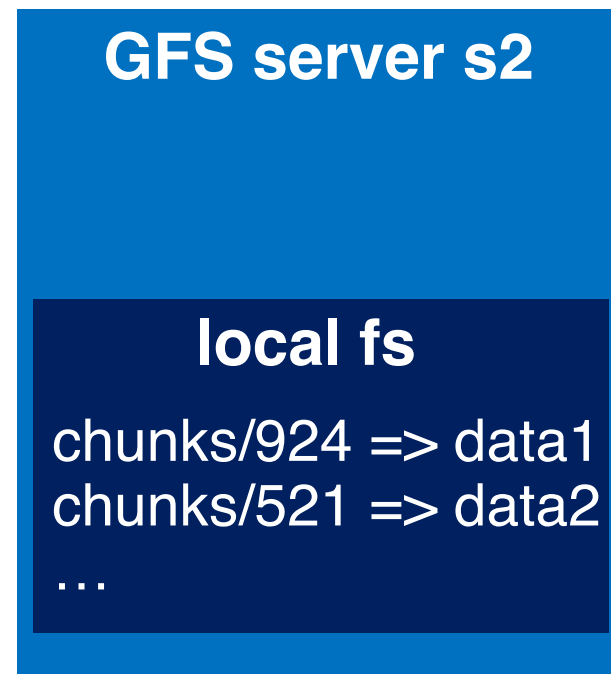 GFS server s2
local fs
chunks/924 => data1
chunks/521 => data2
…